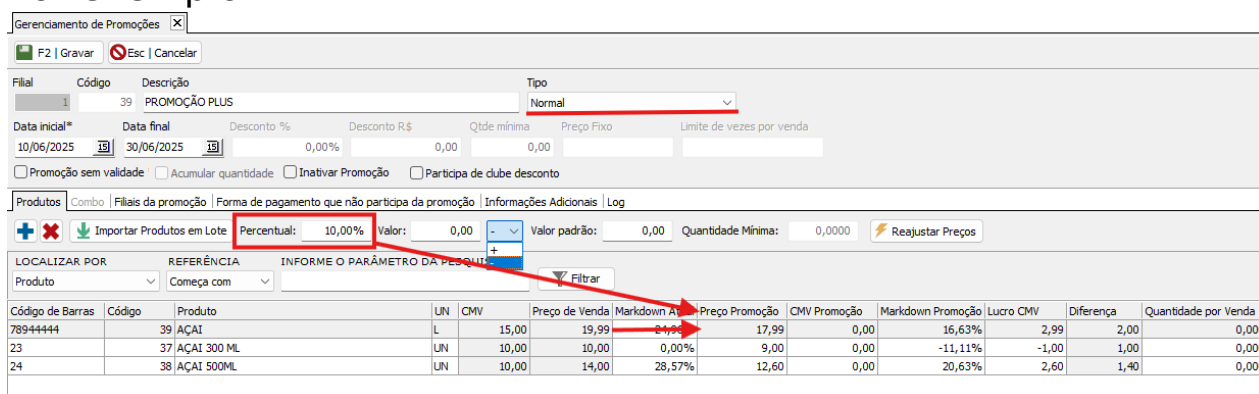 Gerenciamento de Promoções X
F2 | Gravar Esc | Cancelar
Filial Código Descrição Tipo
1 39 PROMOÇÃO PLUS Normal
Data inicial* Data final Desconto % Desconto R$ Qtde mínima Preço Fixo Limite de vezes por venda
10/06/2025 15 30/06/2025 15 0,00% 0,00 0,00
Promoção sem validade Acumular quantidade Inativar Promoção Participa de clube desconto
Produtos Combo Filiais da promoção Forma de pagamento que não participa da promoção Informações Adicionais Log
Importar Produtos em Lote Percentual: 10,00% Valor: 0,00 - Valor padrão: 0,00 Quantidade Mínima: 0,0000 Reajustar Preços
+
-
LOCALIZAR POR REFERÊNCIA INFORME O PARÂMETRO DA
Produto Começa com Filtrar
Código de Barras Código Produto UN CMV Preço de Venda Markdown Preço Promoção CMV Promoção Markdown Promoção Lucro CMV Diferença Quantidade por Venda
78944444 39 AÇAI L 15,00 19,99 17,99 0,00 16,63% 2,99 2,00 0,00
23 37 AÇAI 300 ML UN 10,00 10,00 0,00% 9,00 0,00 -11,11% -1,00 1,00 0,00
24 38 AÇAI 500ML UN 10,00 14,00 28,57% 12,60 0,00 20,63% 2,60 1,40 0,00